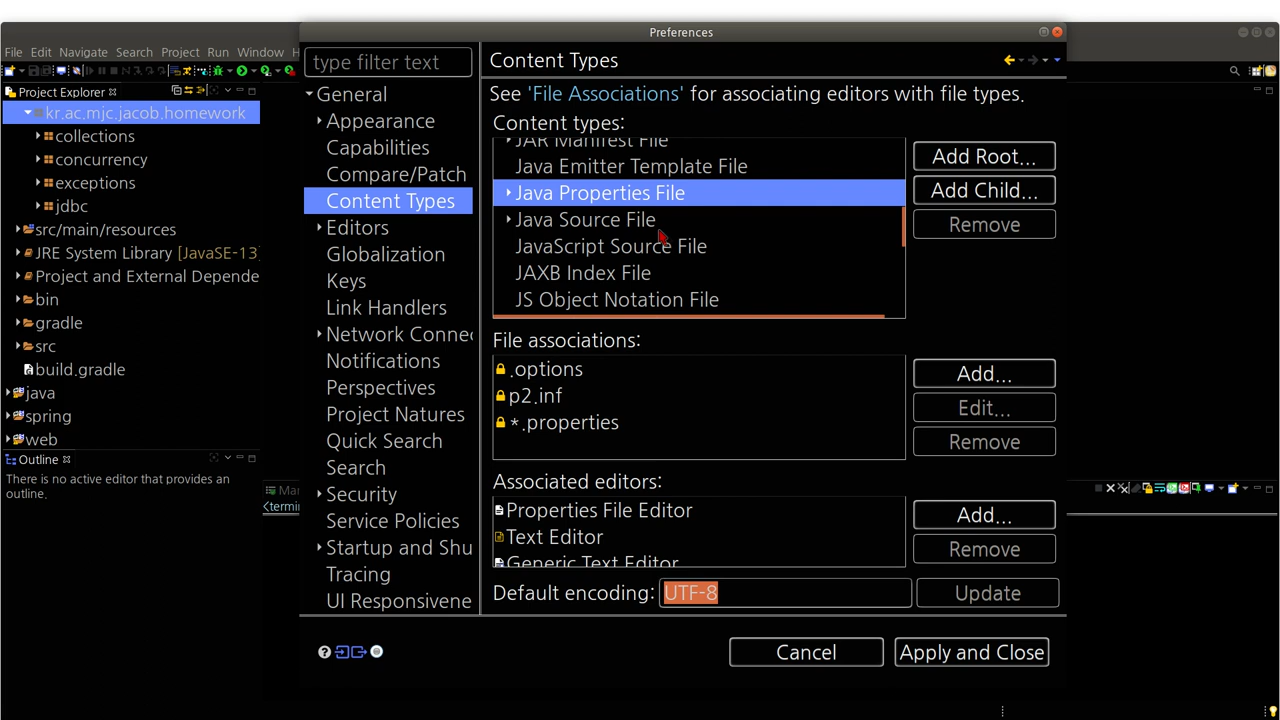 Preferences
File Edit Navigate Search Project Run Window
Project Explorer
kr.ac.mjc.jacob.homework
collections
concurrency
exceptions
jdbc
src/main/resources
JRE System Library [JavaSE-13]
Project and External Depende
bin
gradle
src
build.gradle
java
spring
web
Outline
There is no active editor that provides an
outline.
<termi
type filter text
General
Appearance
Capabilities
Compare/Patch
Content Types
Editors
Globalization
Keys
Link Handlers
Network Connec
Notifications
Perspectives
Project Natures
Quick Search
Search
Security
Service Policies
Startup and Shu
Tracing
UI Responsivene
Content Types
See 'File Associations' for associating editors with file types.
Content types:
JAR Manifest File
Java Emitter Template File
Java Properties File
Java Source File
JavaScript Source File
JAXB Index File
JS Object Notation File
Add Root...
Add Child...
Remove
File associations:
.options
p2.inf
*.properties
Add...
Edit...
Remove
Associated editors:
Properties File Editor
Text Editor
Generic Text Editor
Add...
Remove
Default encoding: UTF-8 Update
Cancel Apply and Close